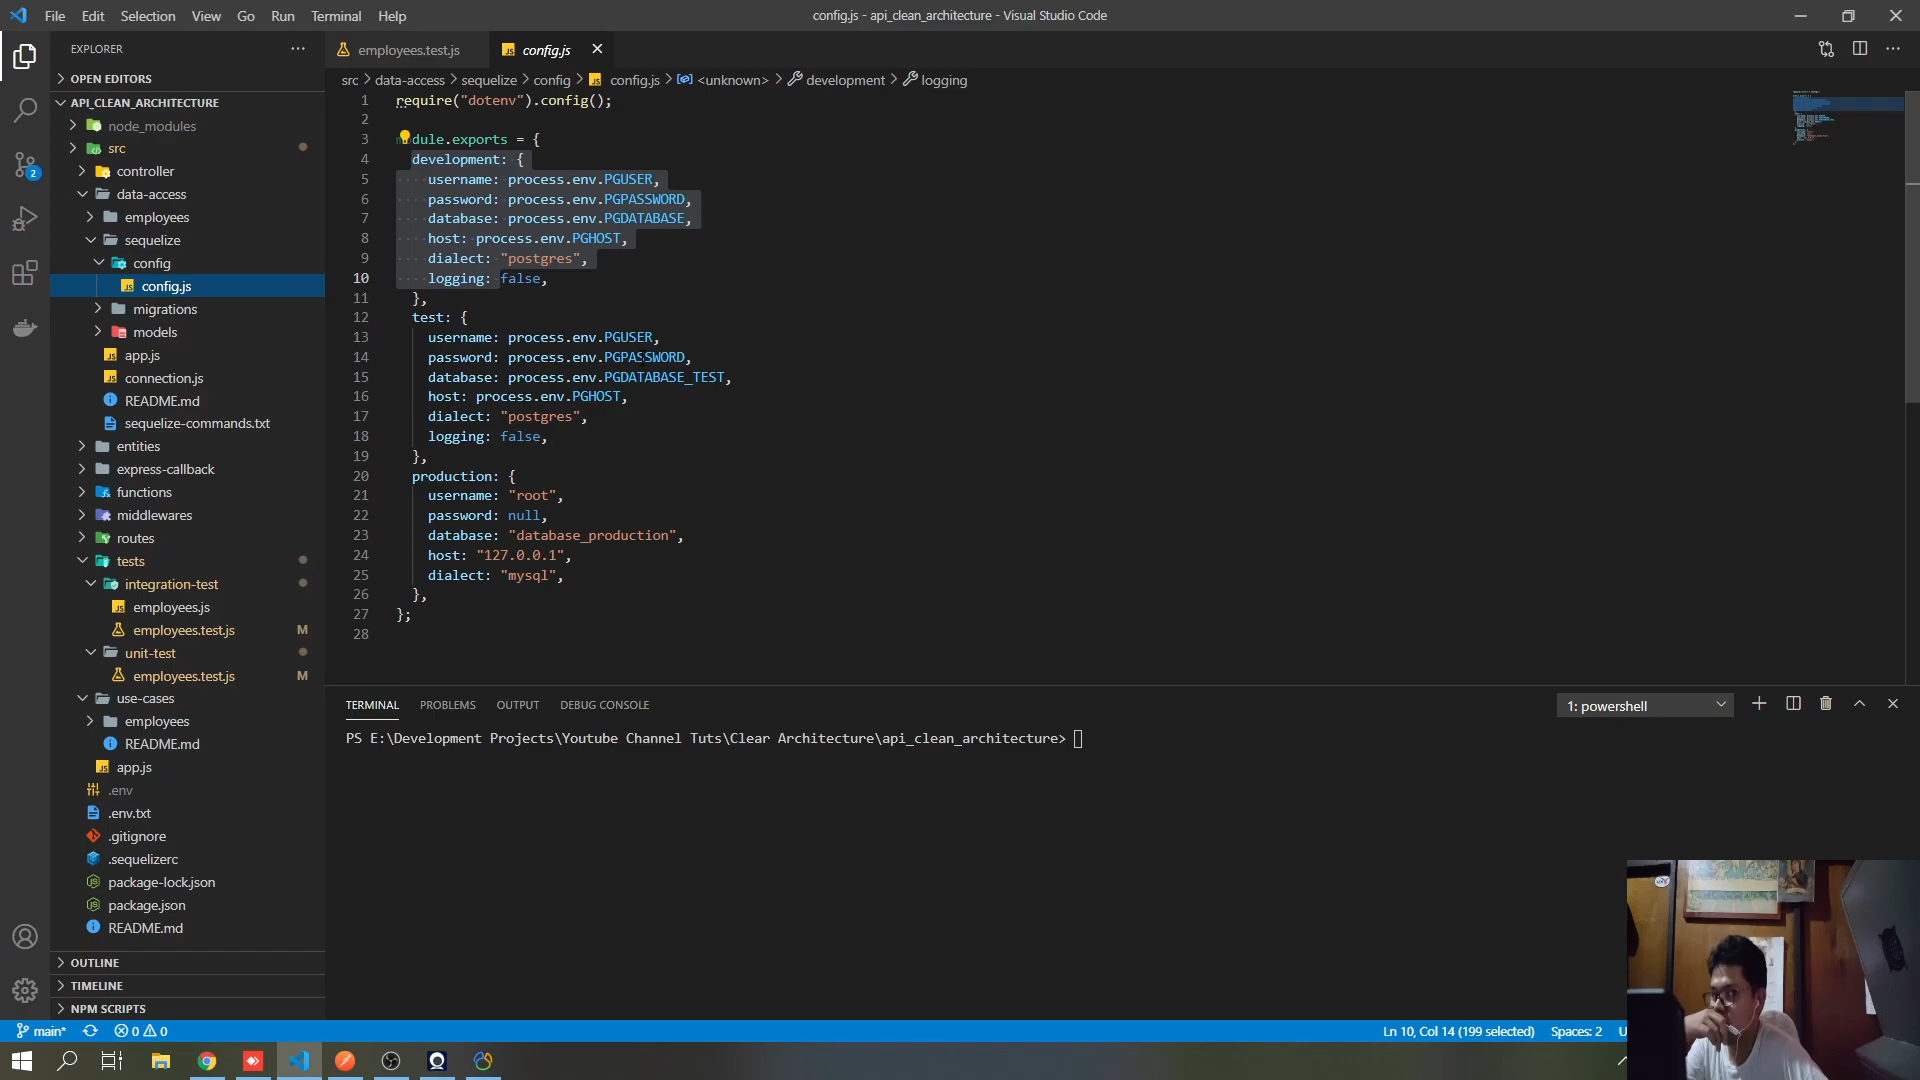 File Edit Selection View Go Run Terminal Help
config.js - api_clean_architecture - Visual Studio Code
EXPLORER
OPEN EDITORS
API_CLEAN_ARCHITECTURE
node_modules
src
controller
data-access
employees
sequelize
config
config.js
migrations
models
app.js
connection.js
README.md
sequelize-commands.txt
entities
express-callback
functions
middlewares
routes
tests
integration-test
employees.js
employees.test.js M
unit-test
employees.test.js M
use-cases
employees
README.md
app.js
.env
.env.txt
.gitignore
.sequelizerc
package-lock.json
package.json
README.md
OUTLINE
TIMELINE
NPM SCRIPTS
2
employees.test.js
config.js
src > data-access > sequelize > config > config.js > <unknown> > development > logging
1 require("dotenv").config();
2
3 dule.exports = {
4 development: {
5 username: process.env.PGUSER,
6 password: process.env.PGPASSWORD,
7 database: process.env.PGDATABASE,
8 host: process.env.PGHOST,
9 dialect: "postgres",
10 logging: false,
11 },
12 test: {
13 username: process.env.PGUSER,
14 password: process.env.PGPASSWORD,
15 database: process.env.PGDATABASE_TEST,
16 host: process.env.PGHOST,
17 dialect: "postgres",
18 logging: false,
19 },
20 production: {
21 username: "root",
22 password: null,
23 database: "database_production",
24 host: "127.0.0.1",
25 dialect: "mysql",
26 },
27 };
28
TERMINAL PROBLEMS OUTPUT DEBUG CONSOLE
1: powershell
PS E:\Development Projects\Youtube Channel Tuts\Clear Architecture\api_clean_architecture>
main* 0 0
Ln 10, Col 14 (199 selected) Spaces: 2 U